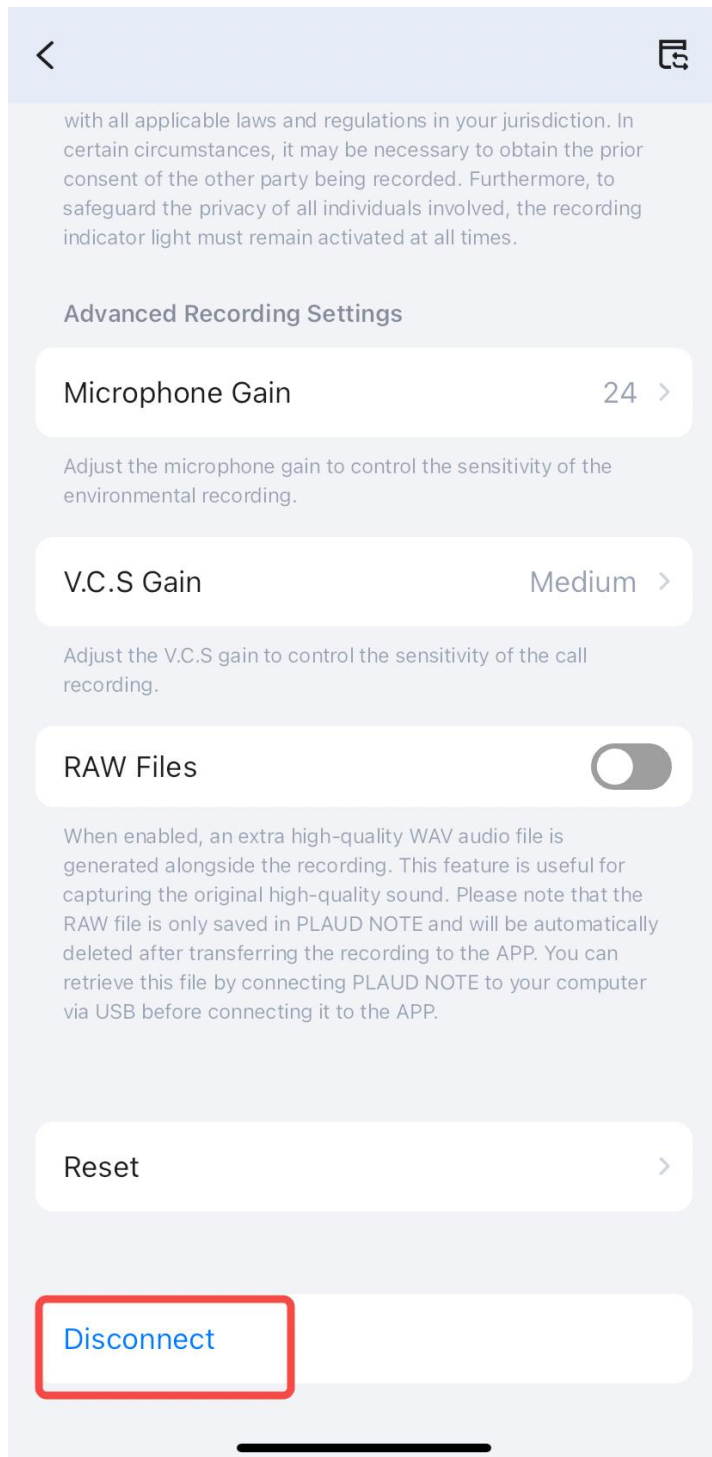 with all applicable laws and regulations in your jurisdiction. In
certain circumstances, it may be necessary to obtain the prior
consent of the other party being recorded. Furthermore, to
safeguard the privacy of all individuals involved, the recording
indicator light must remain activated at all times.
Advanced Recording Settings
Microphone Gain 24
Adjust the microphone gain to control the sensitivity of the
environmental recording.
V.C.S Gain Medium
Adjust the V.C.S gain to control the sensitivity of the call
recording.
RAW Files
When enabled, an extra high-quality WAV audio file is
generated alongside the recording. This feature is useful for
capturing the original high-quality sound. Please note that the
RAW file is only saved in PLAUD NOTE and will be automatically
deleted after transferring the recording to the APP. You can
retrieve this file by connecting PLAUD NOTE to your computer
via USB before connecting it to the APP.
Reset
Disconnect